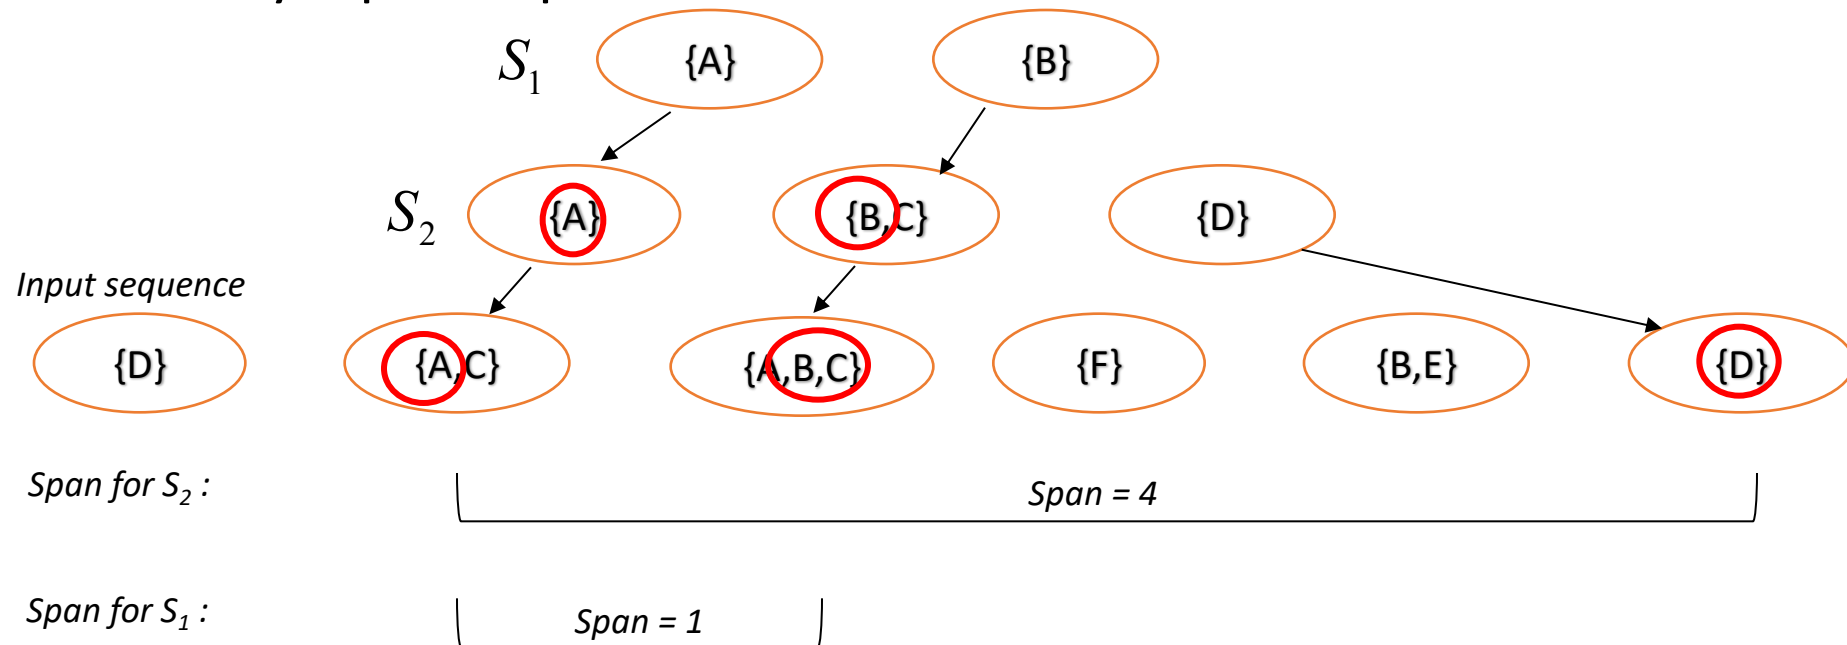 S₁ {A} {B}
S₂ {A} {B,C} {D}
Input sequence
{D} {A,C} {A,B,C} {F} {B,E} {D}
Span for S₂ : Span = 4
Span for S₁ : Span = 1